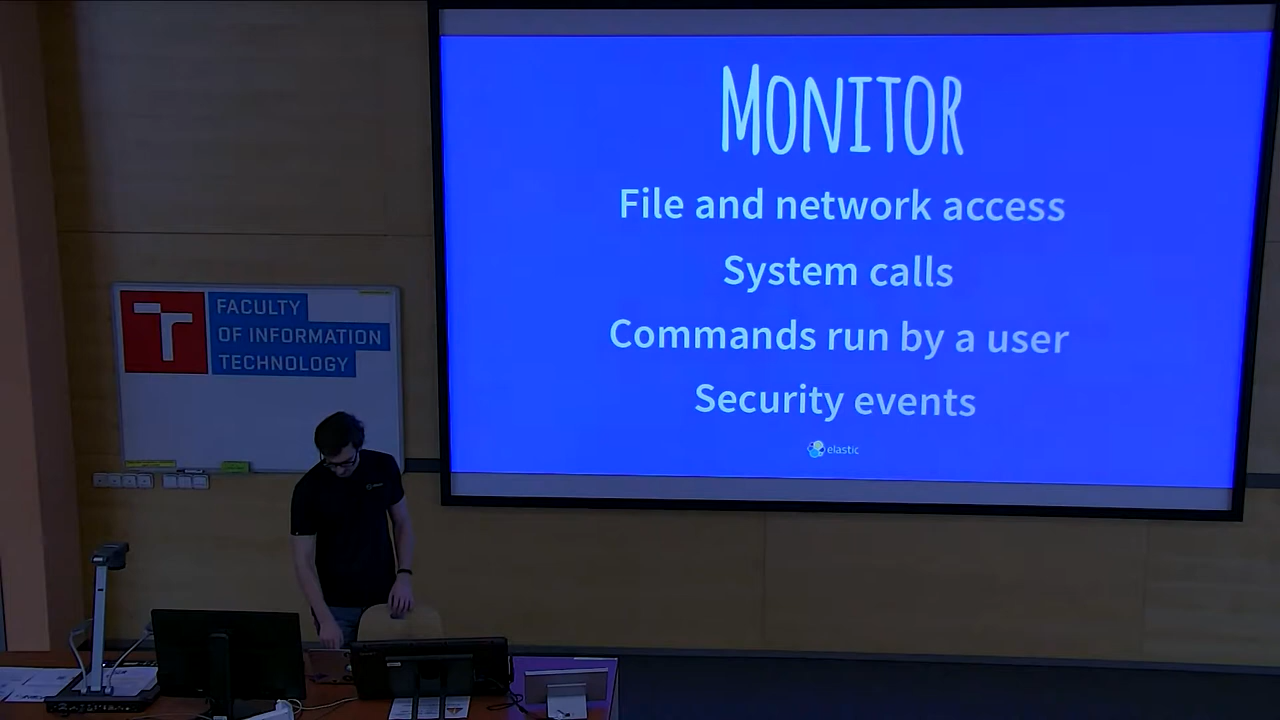 MONITOR
File and network access
System calls
Commands run by a user
Security events
elastic
FACULTY
OF INFORMATION
TECHNOLOGY